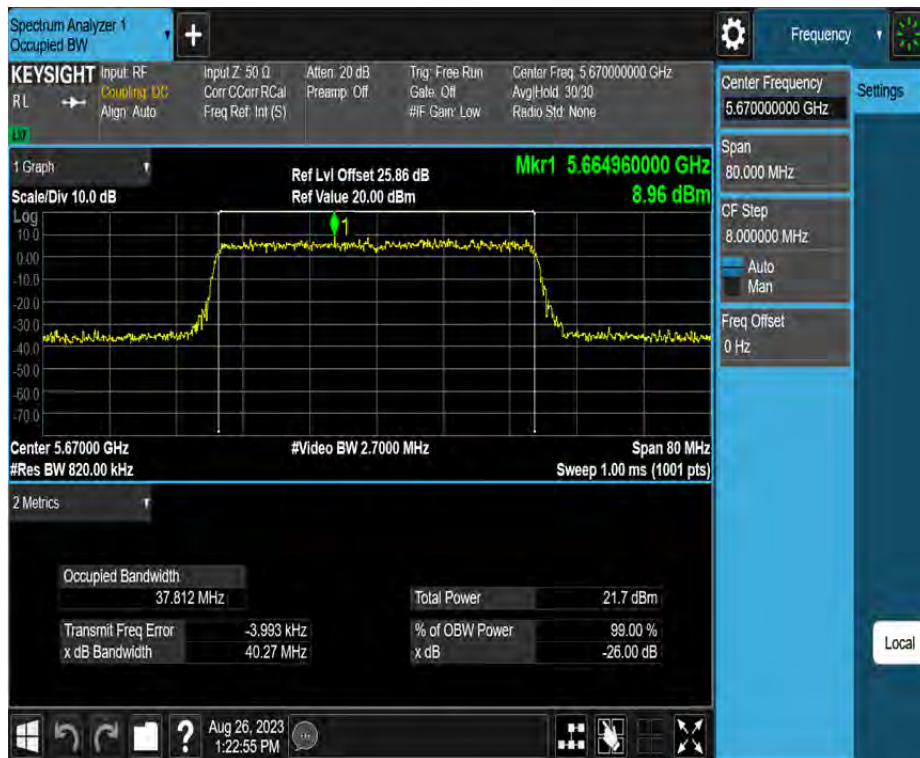 Spectrum Analyzer 1
Occupied BW
+
Frequency
KEYSIGHT
RL
LXI
Input: RF
Coupling: DC
Align: Auto
Input Z: 50 Ω
Corr CCorr RCal
Freq Ref: Int (S)
Atten: 20 dB
Preamp: Off
Trig: Free Run
Gate: Off
#IF Gain: Low
Center Freq: 5.670000000 GHz
Avg|Hold: 30/30
Radio Std: None
Center Frequency
5.670000000 GHz
Settings
Span
80.000 MHz
CF Step
8.000000 MHz
Auto
Man
Freq Offset
0 Hz
1 Graph
Scale/Div 10.0 dB
Ref Lvl Offset 25.86 dB
Ref Value 20.00 dBm
Mkr1 5.664960000 GHz
8.96 dBm
Log
10.0
0.00
-10.0
-20.0
-30.0
-40.0
-50.0
-60.0
-70.0
1
Center 5.67000 GHz
#Res BW 820.00 kHz
#Video BW 2.7000 MHz
Span 80 MHz
Sweep 1.00 ms (1001 pts)
2 Metrics
Occupied Bandwidth
37.812 MHz
Total Power 21.7 dBm
Transmit Freq Error -3.993 kHz
% of OBW Power 99.00 %
x dB Bandwidth 40.27 MHz
x dB -26.00 dB
Local
?
Aug 26, 2023
1:22:55 PM